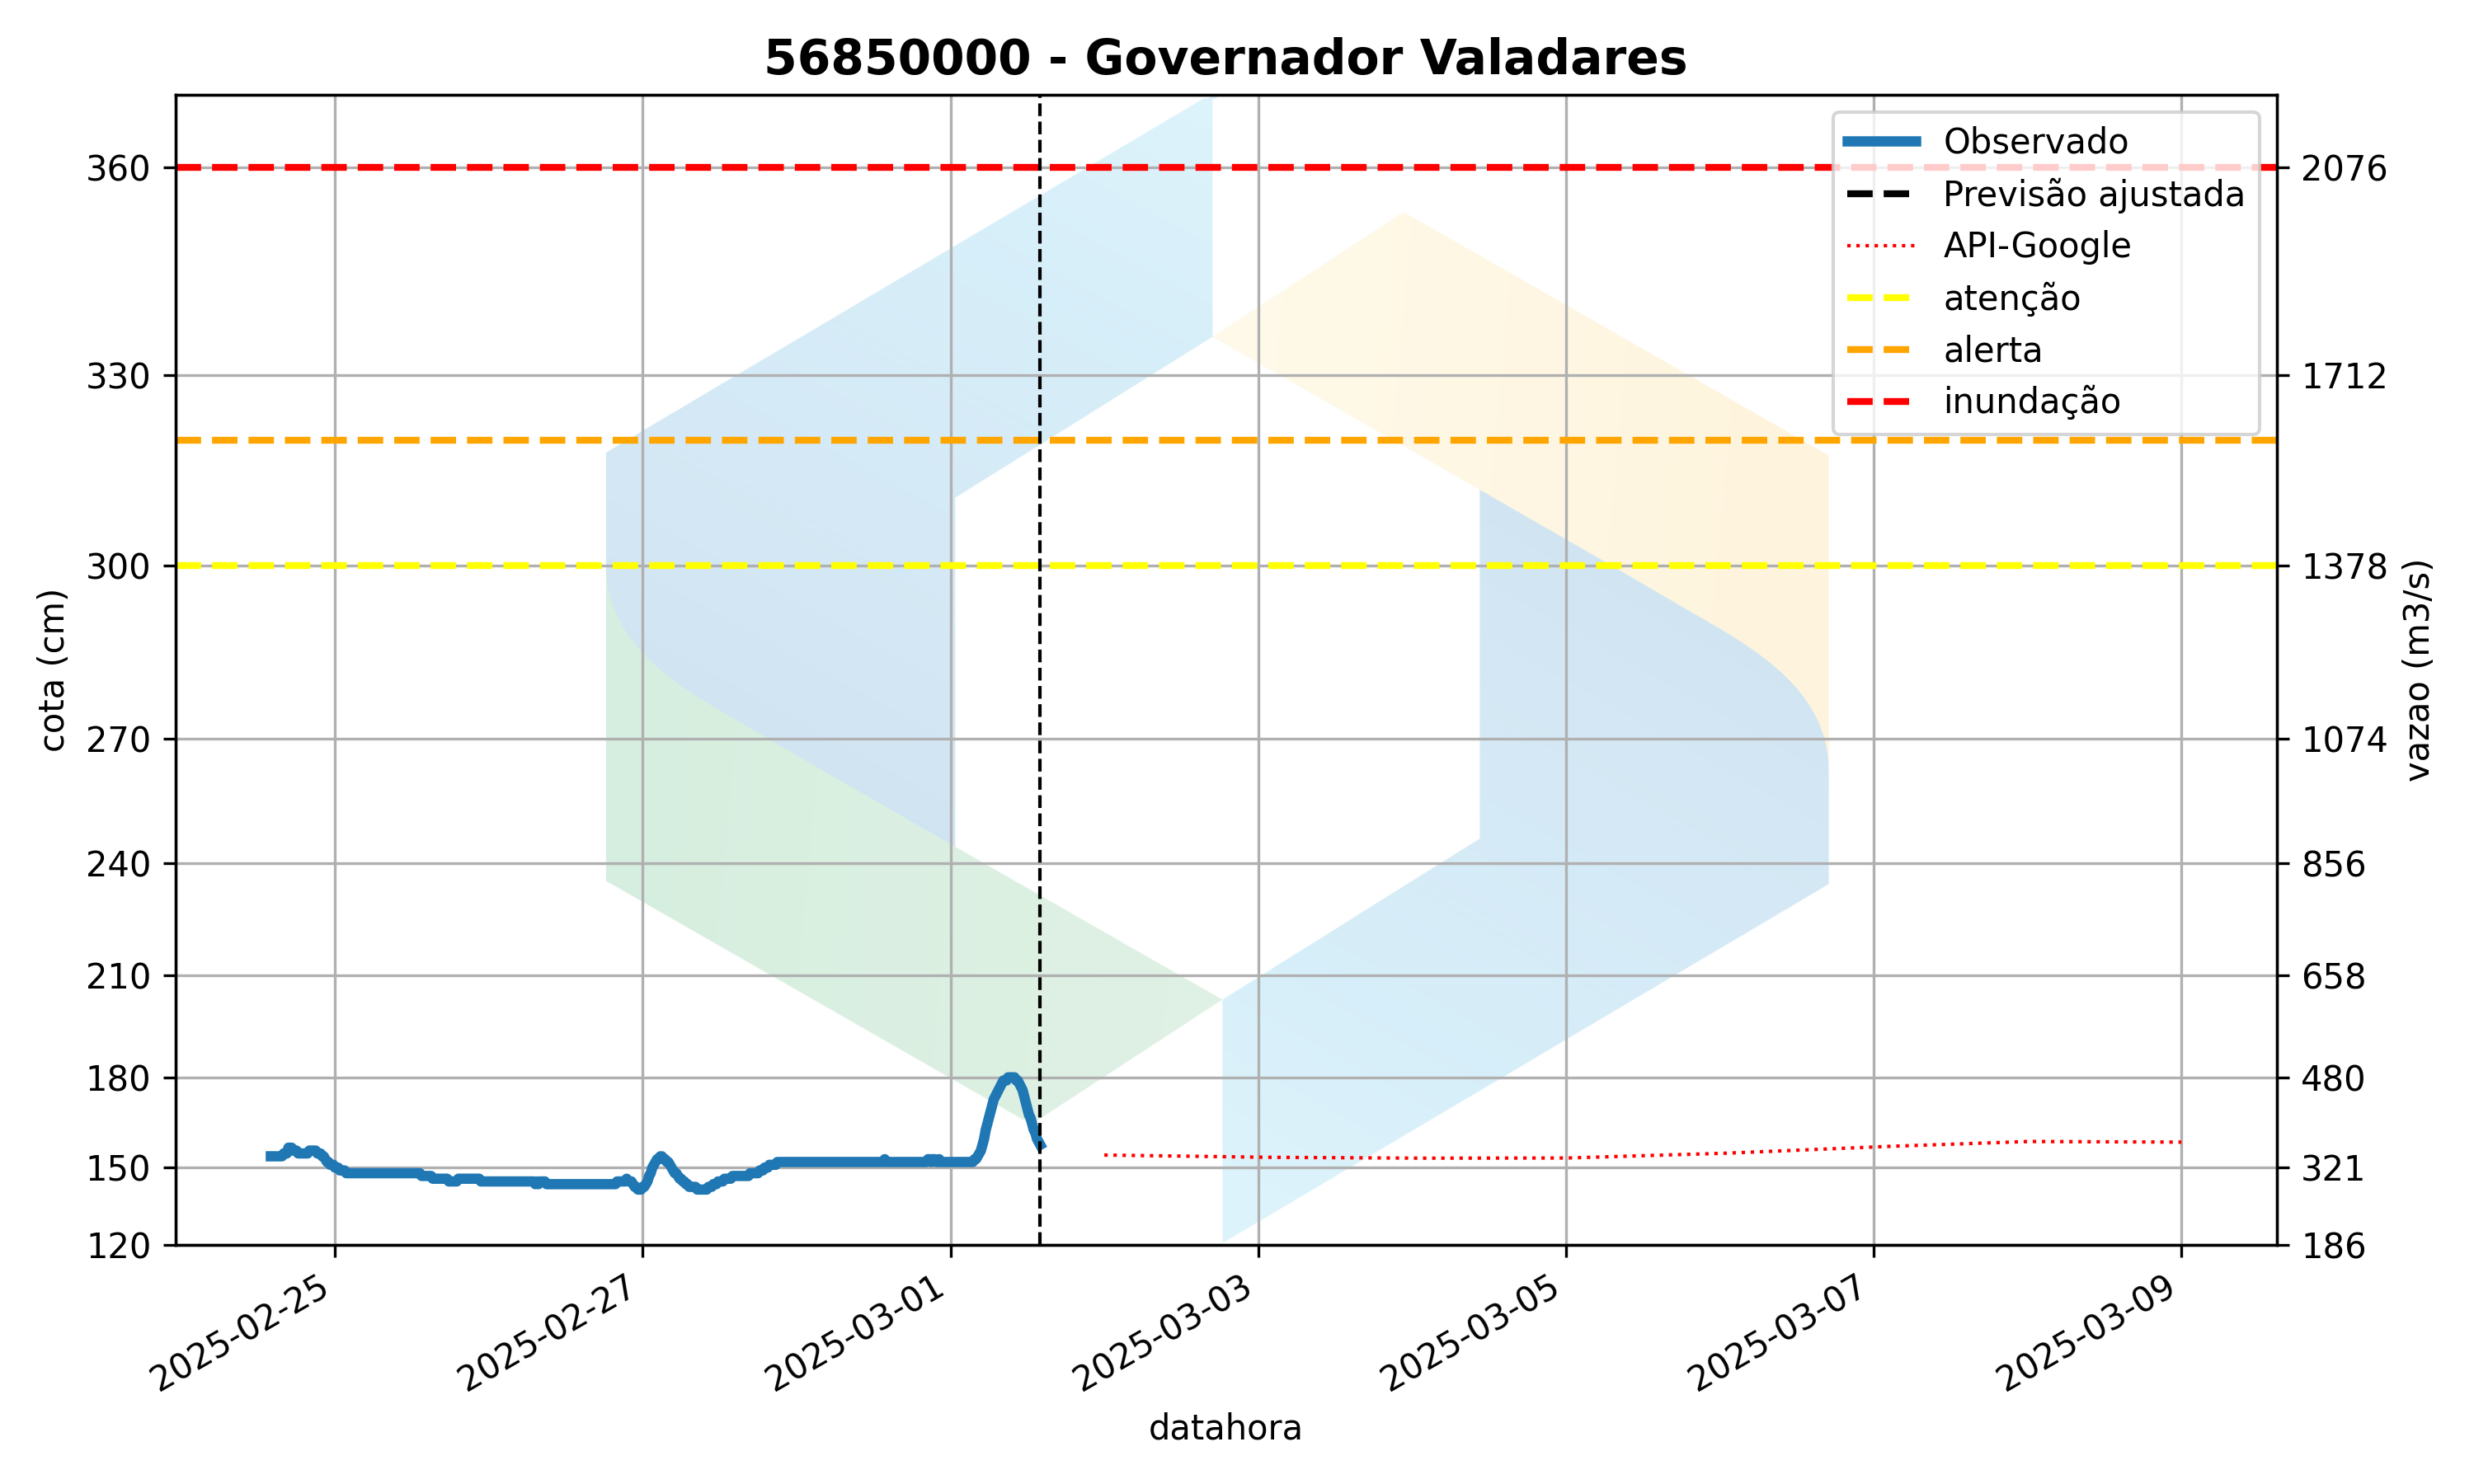 56850000 - Governador Valadares
Observado
Previsão ajustada
API-Google
atenção
alerta
inundação
cota (cm)
360
330
300
270
240
210
180
150
120
2076
1712
1378
1074
856
658
480
321
186
vazao (m3/s)
2025-02-25
2025-02-27
2025-03-01
2025-03-03
2025-03-05
2025-03-07
2025-03-09
datahora